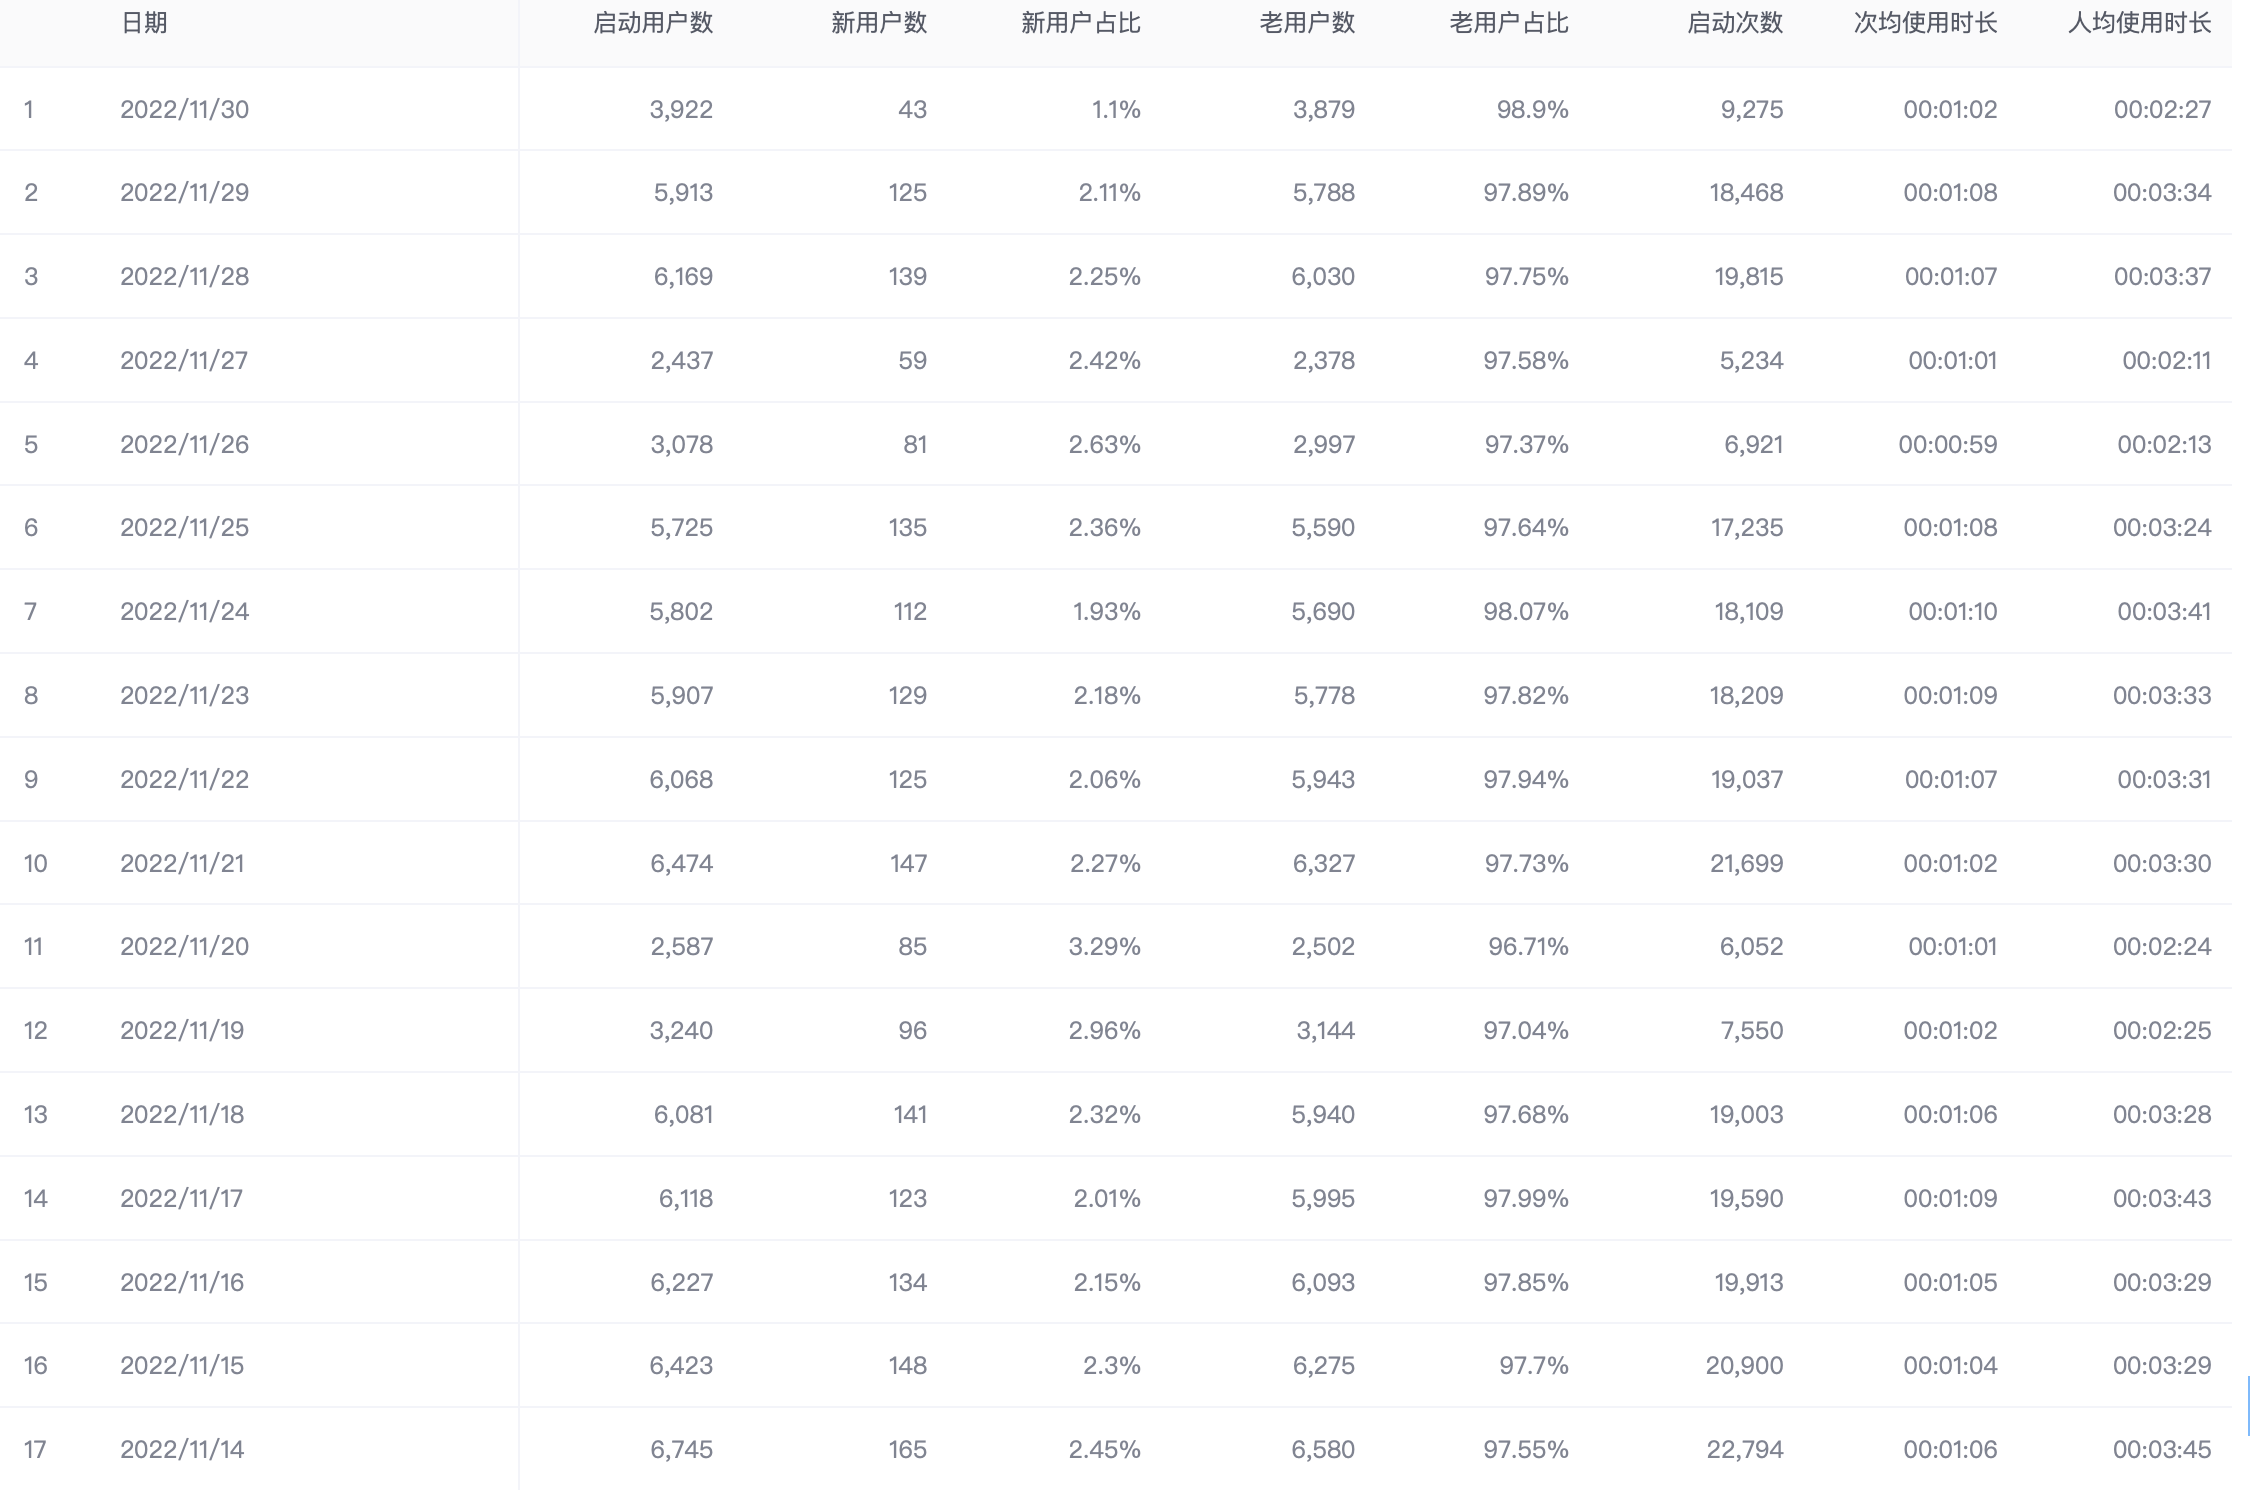 日期 启动用户数 新用户数 新用户占比 老用户数 老用户占比 启动次数 次均使用时长 人均使用时长
1 2022/11/30 3,922 43 1.1% 3,879 98.9% 9,275 00:01:02 00:02:27
2 2022/11/29 5,913 125 2.11% 5,788 97.89% 18,468 00:01:08 00:03:34
3 2022/11/28 6,169 139 2.25% 6,030 97.75% 19,815 00:01:07 00:03:37
4 2022/11/27 2,437 59 2.42% 2,378 97.58% 5,234 00:01:01 00:02:11
5 2022/11/26 3,078 81 2.63% 2,997 97.37% 6,921 00:00:59 00:02:13
6 2022/11/25 5,725 135 2.36% 5,590 97.64% 17,235 00:01:08 00:03:24
7 2022/11/24 5,802 112 1.93% 5,690 98.07% 18,109 00:01:10 00:03:41
8 2022/11/23 5,907 129 2.18% 5,778 97.82% 18,209 00:01:09 00:03:33
9 2022/11/22 6,068 125 2.06% 5,943 97.94% 19,037 00:01:07 00:03:31
10 2022/11/21 6,474 147 2.27% 6,327 97.73% 21,699 00:01:02 00:03:30
11 2022/11/20 2,587 85 3.29% 2,502 96.71% 6,052 00:01:01 00:02:24
12 2022/11/19 3,240 96 2.96% 3,144 97.04% 7,550 00:01:02 00:02:25
13 2022/11/18 6,081 141 2.32% 5,940 97.68% 19,003 00:01:06 00:03:28
14 2022/11/17 6,118 123 2.01% 5,995 97.99% 19,590 00:01:09 00:03:43
15 2022/11/16 6,227 134 2.15% 6,093 97.85% 19,913 00:01:05 00:03:29
16 2022/11/15 6,423 148 2.3% 6,275 97.7% 20,900 00:01:04 00:03:29
17 2022/11/14 6,745 165 2.45% 6,580 97.55% 22,794 00:01:06 00:03:45